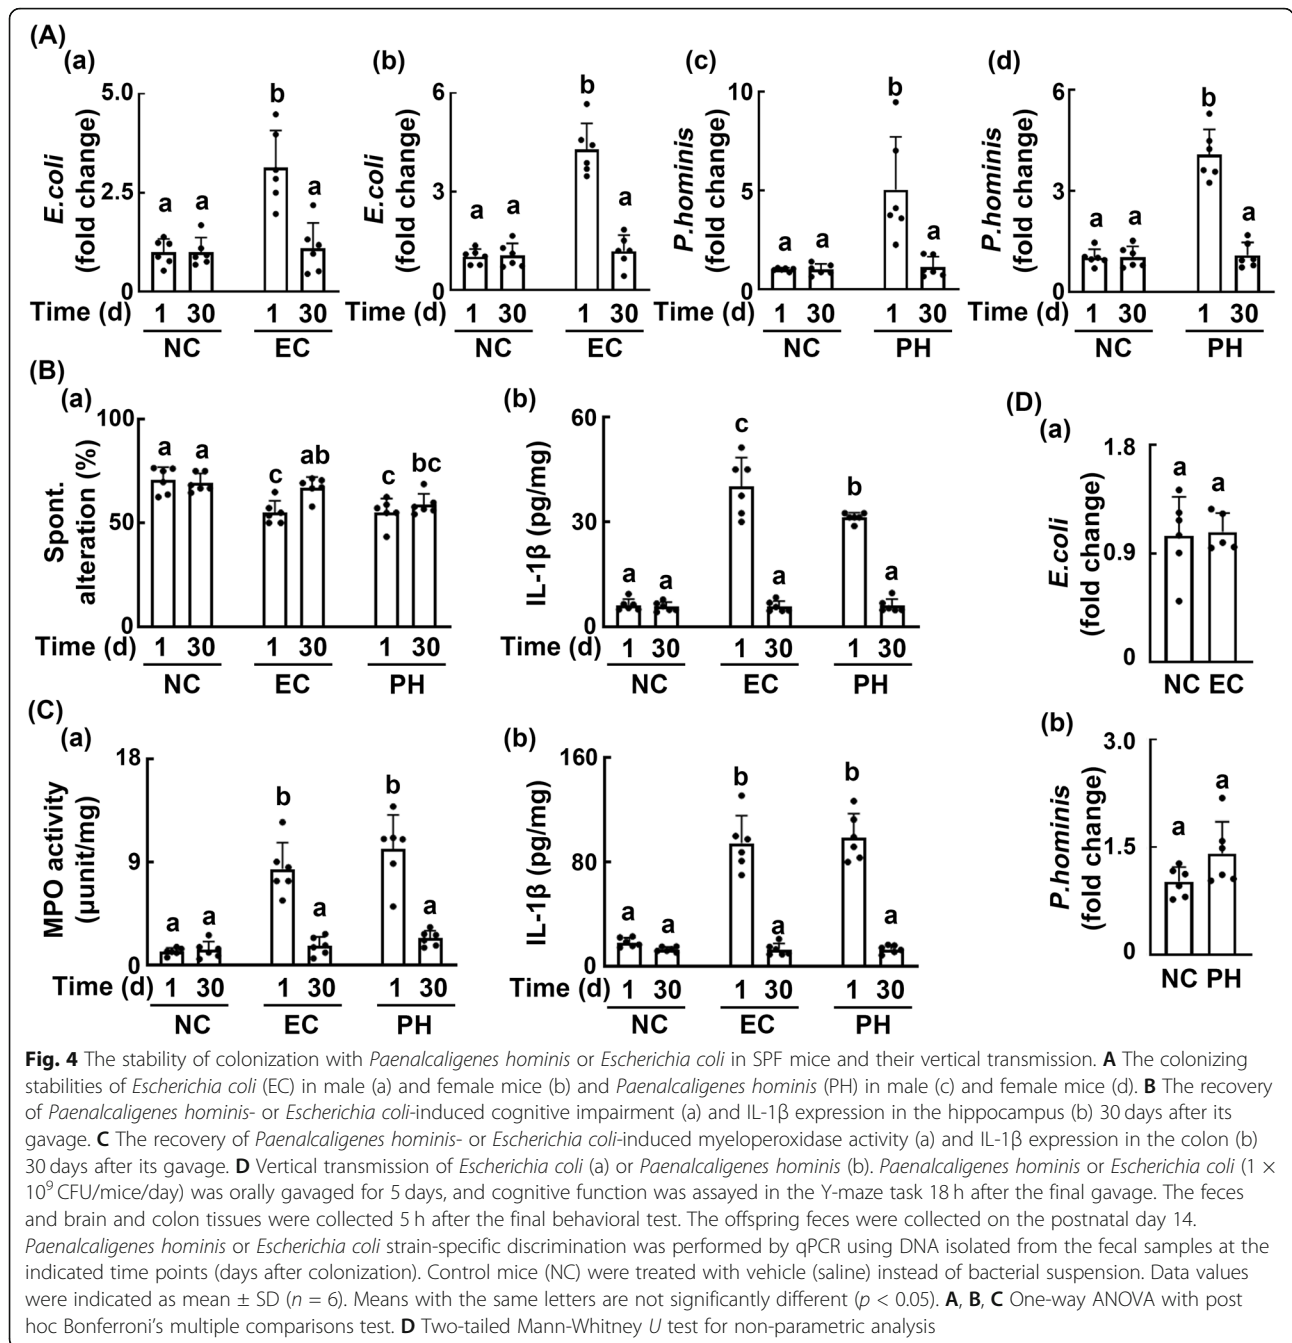 (A)
(a)
E.coli
(fold change)
5.0
2.5
0
a
a
b
a
Time (d)
1
30
1
30
NC
EC
(b)
E.coli
(fold change)
6
3
0
a
a
b
a
1
30
1
30
NC
EC
(c)
P.hominis
(fold change)
10
5
0
a
a
b
a
Time (d)
1
30
1
30
NC
PH
(d)
P.hominis
(fold change)
6
3
0
a
a
b
a
Time (d)
1
30
1
30
NC
PH
(B)
(a)
Spont.
alteration (%)
100
50
0
a
a
c
ab
c
bc
Time (d)
1
30
1
30
1
30
NC
EC
PH
(b)
IL-1β (pg/mg)
60
30
0
a
a
c
a
b
a
Time (d)
1
30
1
30
1
30
NC
EC
PH
(C)
(a)
MPO activity
(µunit/mg)
18
9
0
a
a
b
a
b
a
Time (d)
1
30
1
30
1
30
NC
EC
PH
(b)
IL-1β (pg/mg)
160
80
0
a
a
b
a
b
a
Time (d)
1
30
1
30
1
30
NC
EC
PH
(D)
(a)
E.coli
(fold change)
1.8
0.9
0
a
a
NC EC
(b)
P.hominis
(fold change)
3.0
1.5
0
a
a
NC PH
Fig. 4 The stability of colonization with Paenalcaligenes hominis or Escherichia coli in SPF mice and their vertical transmission. A The colonizing
stabilities of Escherichia coli (EC) in male (a) and female mice (b) and Paenalcaligenes hominis (PH) in male (c) and female mice (d). B The recovery
of Paenalcaligenes hominis- or Escherichia coli-induced cognitive impairment (a) and IL-1β expression in the hippocampus (b) 30 days after its
gavage. C The recovery of Paenalcaligenes hominis- or Escherichia coli-induced myeloperoxidase activity (a) and IL-1β expression in the colon (b)
30 days after its gavage. D Vertical transmission of Escherichia coli (a) or Paenalcaligenes hominis (b). Paenalcaligenes hominis or Escherichia coli (1 ×
10⁹ CFU/mice/day) was orally gavaged for 5 days, and cognitive function was assayed in the Y-maze task 18 h after the final gavage. The feces
and brain and colon tissues were collected 5 h after the final behavioral test. The offspring feces were collected on the postnatal day 14.
Paenalcaligenes hominis or Escherichia coli strain-specific discrimination was performed by qPCR using DNA isolated from the fecal samples at the
indicated time points (days after colonization). Control mice (NC) were treated with vehicle (saline) instead of bacterial suspension. Data values
were indicated as mean ± SD (n = 6). Means with the same letters are not significantly different (p < 0.05). A, B, C One-way ANOVA with post
hoc Bonferroni's multiple comparisons test. D Two-tailed Mann-Whitney U test for non-parametric analysis